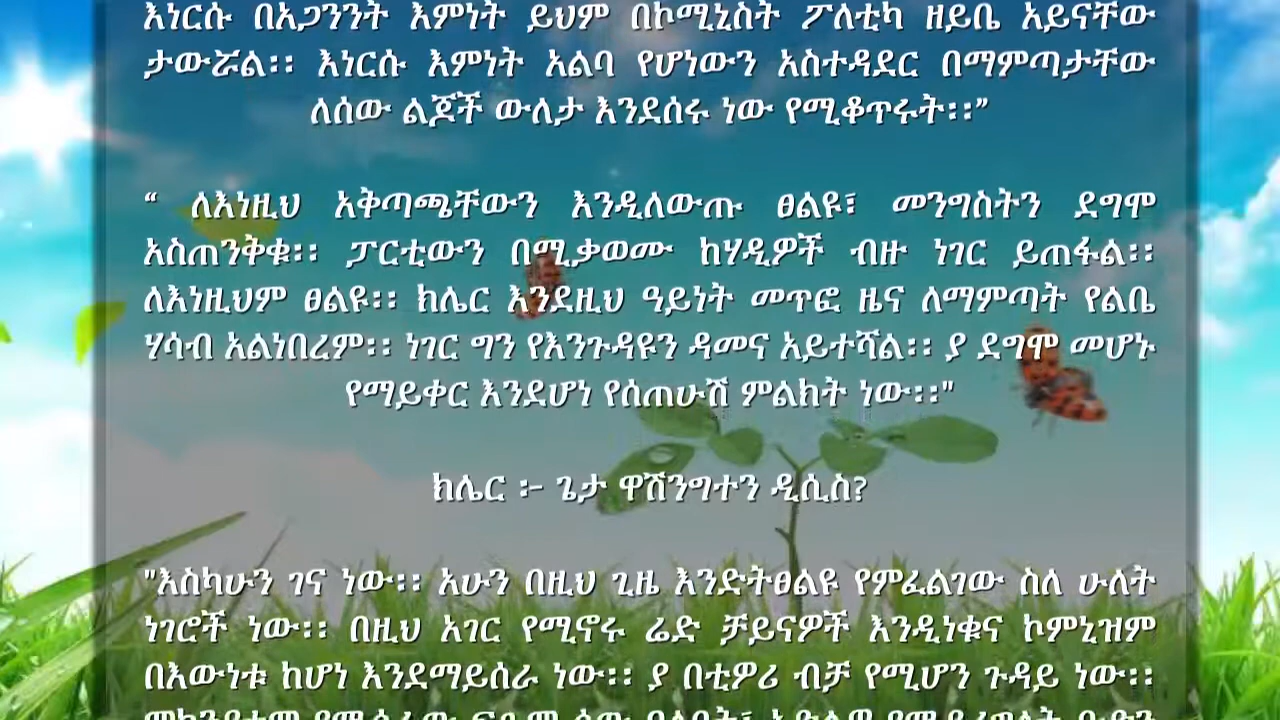 እነርሱ በአጋንንት እምነት ይህም በኮሚኒስት ፖለቲካ ዘይቤ አይናቸው
ታውሯል፡፡ እነርሱ እምነት አልባ የሆነውን አስተዳደር በማምጣታቸው
ለሰው ልጆች ውለታ እንደሰሩ ነው የሚቆጥሩት፡፡”
“ ለእነዚህ አቅጣጫቸውን እንዲለውጡ ፀልዩ፣ መንግስትን ደግሞ
አስጠንቅቁ፡፡ ፓርቲውን በሚቃወሙ ከሃዲዎች ብዙ ነገር ይጠፋል፡፡
ለእነዚህም ፀልዩ፡፡ ክሌር እንደዚህ ዓይነት መጥፎ ዜና ለማምጣት የልቤ
ሃሳብ አልነበረም፡፡ ነገር ግን የእንጉዳዩን ዳመና አይተሻል፡፡ ያ ደግሞ መሆኑ
የማይቀር እንደሆነ የሰጠሁሽ ምልክት ነው፡፡"
ክሌር ፦ ጌታ ዋሽንግተን ዲሲስ?
"እስካሁን ገና ነው፡፡ አሁን በዚህ ጊዜ እንድትፀልዩ የምፈልገው ስለ ሁለት
ነገሮች ነው፡፡ በዚህ አገር የሚኖሩ ሬድ ቻይናዎች እንዲነቁና ኮምኒዝም
በእውነቱ ከሆነ እንደማይሰራ ነው፡፡ ያ በቲዎሪ ብቻ የሚሆን ጉዳይ ነው፡፡